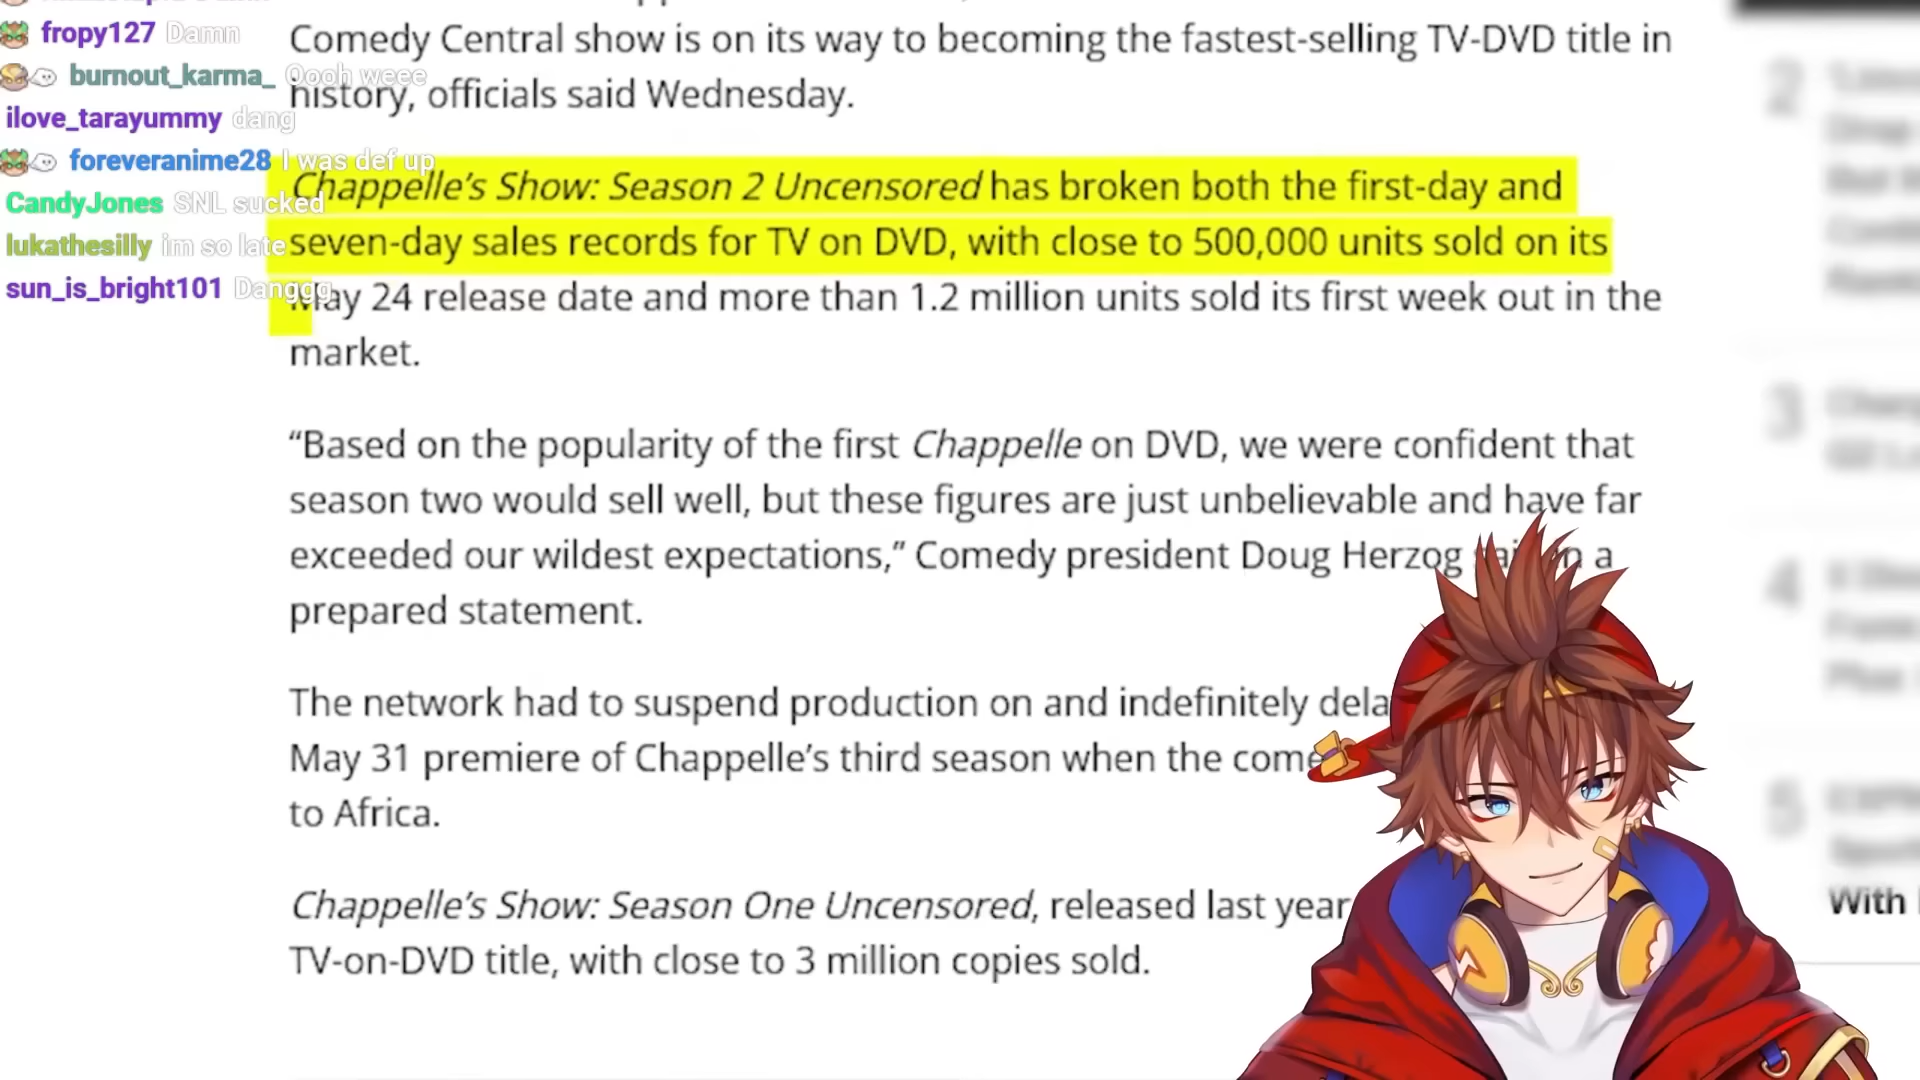 fropy127 Damn
burnout_karma_ Oooh weee
ilove_tarayummy dang
foreveranime28 I was def up
CandyJones SNL sucked
lukathesilly im so late
sun_is_bright101 Danggg
Comedy Central show is on its way to becoming the fastest-selling TV-DVD title in
history, officials said Wednesday.
Chappelle’s Show: Season 2 Uncensored has broken both the first-day and
seven-day sales records for TV on DVD, with close to 500,000 units sold on its
May 24 release date and more than 1.2 million units sold its first week out in the
market.
“Based on the popularity of the first Chappelle on DVD, we were confident that
season two would sell well, but these figures are just unbelievable and have far
exceeded our wildest expectations,” Comedy president Doug Herzog a
prepared statement.
The network had to suspend production on and indefinitely dela
May 31 premiere of Chappelle’s third season when the come
to Africa.
Chappelle’s Show: Season One Uncensored, released last year
TV-on-DVD title, with close to 3 million copies sold.
2
3
4
5
With